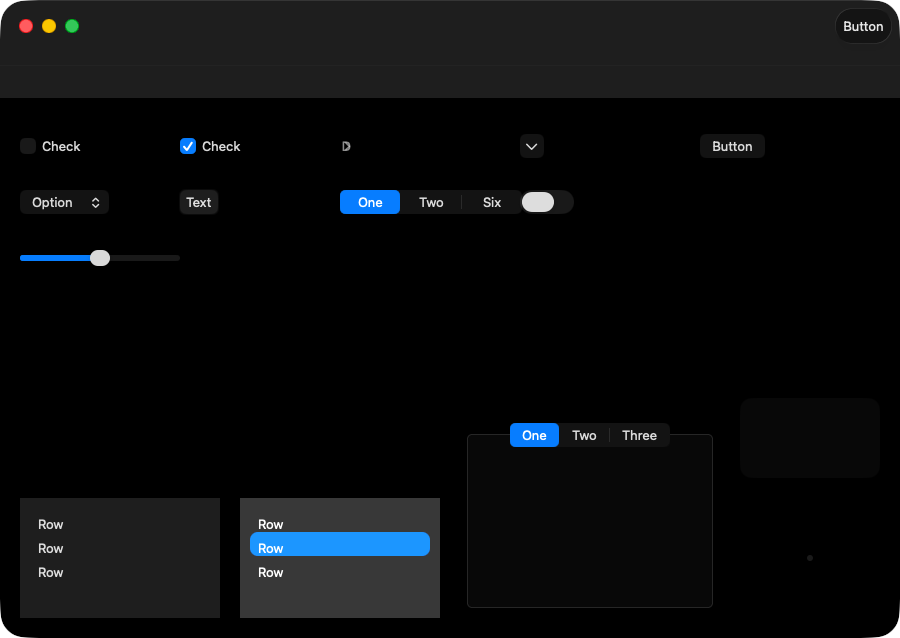 Button
Check
Check
Button
Option
Text
One
Two
Six
One
Two
Three
Row
Row
Row
Row
Row
Row